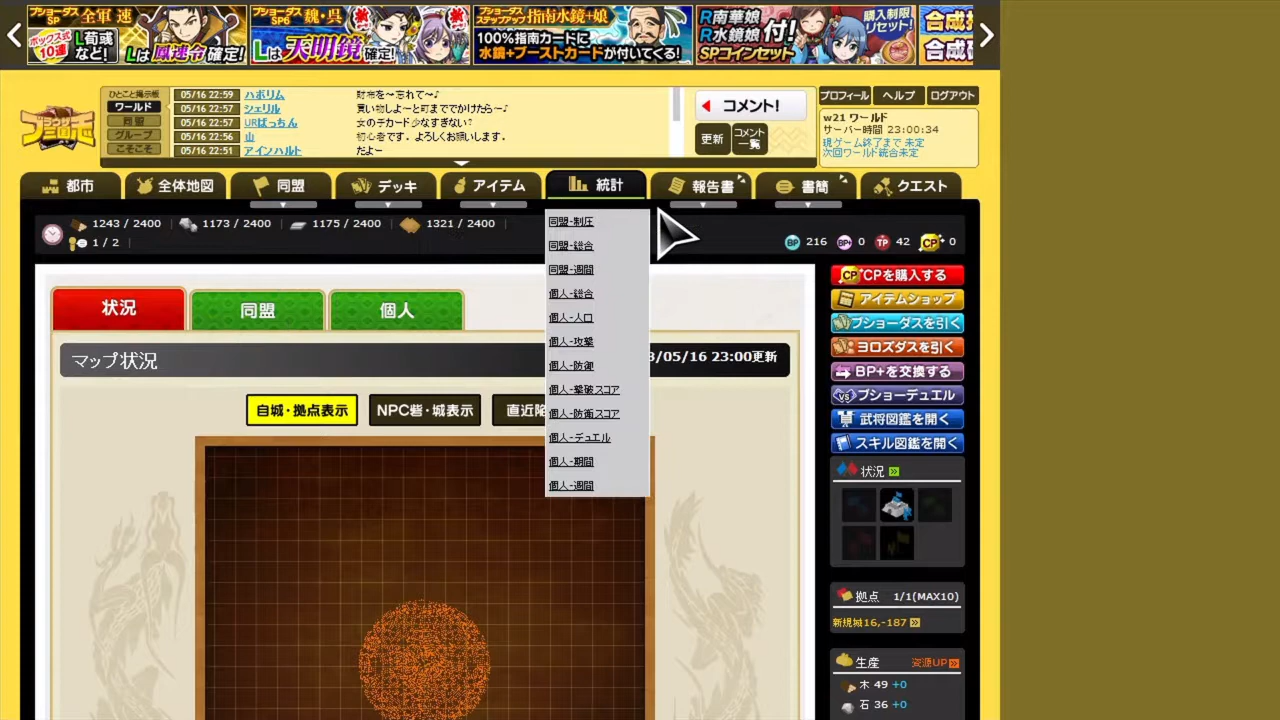 ブショーダスSP 全軍 速
ボックス式10連 L荀彧など!
Lは風速令確定!
ブショーダスSP6 魏・呉
Lは天明鏡確定!
ブショーダスステップアップ指南水鏡+娘
100%指南カードに水鏡+ブーストカードが付いてくる!
R南華娘 R水鏡娘付!
SPコインセット
購入制限リセット!
合成
合成
ひとこと掲示板
ワールド
同盟
グループ
こそこそ
05/16 22:59 ハボリム 財布を〜忘れて〜♪
05/16 22:57 シェリル 買い物しよ〜と町まででかけたら〜♪
05/16 22:57 URばっちん 女の子カード少なすぎない?
05/16 22:56 山 初心者です。よろしくお願いします。
05/16 22:51 アインハルト だよー
コメント!
更新
コメント一覧
プロフィール ヘルプ ログアウト
w21 ワールド
サーバー時間 23:00:34
現ゲーム終了まで 未定
次回ワールド統合未定
ブラウザ三国志
都市 全体地図 同盟 デッキ アイテム 統計 報告書 書簡 クエスト
1243 / 2400 1173 / 2400 1175 / 2400 1321 / 2400
1 / 2
BP 216 BP+ 0 TP 42 CP+ 0
同盟-制圧
同盟-総合
同盟-週間
個人-総合
個人-人口
個人-攻撃
個人-防御
個人-撃破スコア
個人-防衛スコア
個人-デュエル
個人-期間
個人-週間
状況 同盟 個人
マップ状況
3/05/16 23:00更新
自城・拠点表示 NPC砦・城表示 直近陥
CPを購入する
アイテムショップ
ブショーダスを引く
ヨロズダスを引く
BP+を交換する
ブショーデュエル
武将図鑑を開く
スキル図鑑を開く
状況
拠点 1/1(MAX10)
新規城16,-187
生産 資源UP
木 49 +0
石 36 +0